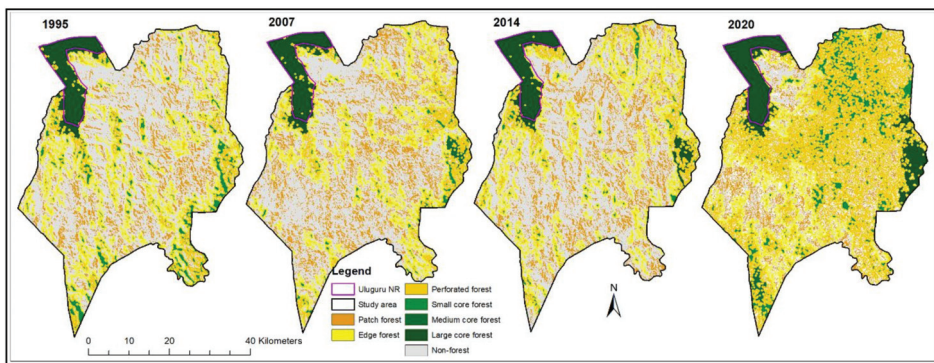 1995
2007
2014
2020
Legend
Uluguru NR
Study area
Patch forest
Edge forest
Perforated forest
Small core forest
Medium core forest
Large core forest
Non-forest
N
0 10 20 40 Kilometers